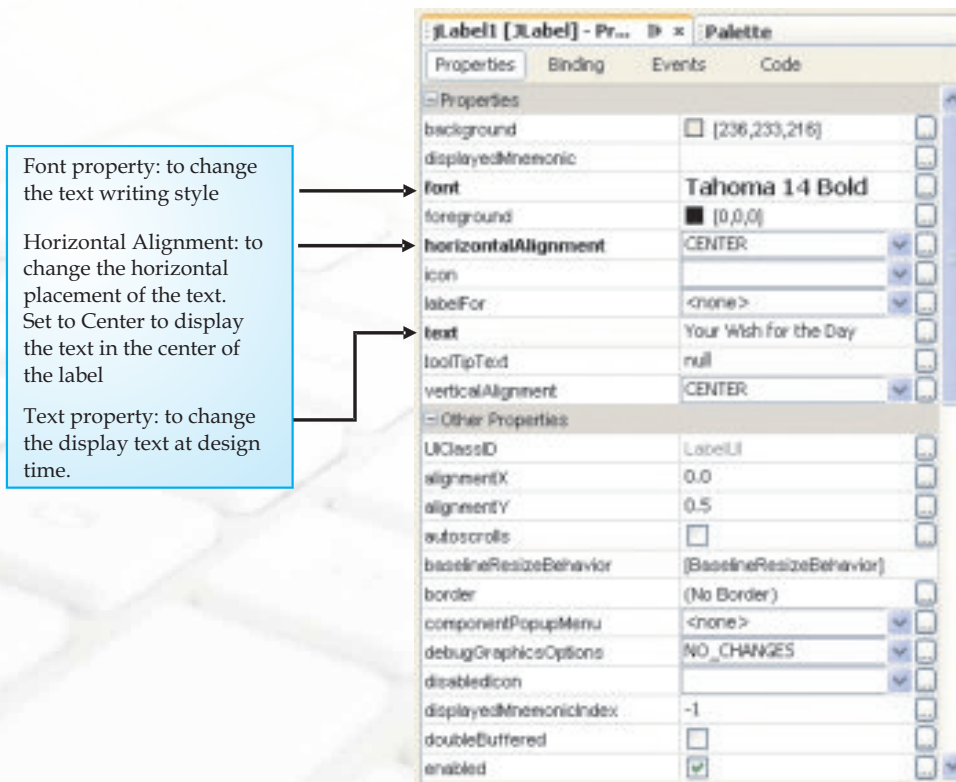 jLabel1 [JLabel] - Pr... Palette
Properties Binding Events Code
Properties
background [236,233,216]
displayedMnemonic
font Tahoma 14 Bold
foreground [0,0,0]
horizontalAlignment CENTER
icon
labelFor <none>
text Your Wish for the Day
toolTipText null
verticalAlignment CENTER
Other Properties
UIClassID LabelUI
alignmentX 0.0
alignmentY 0.5
autoscrolls
baselineResizeBehavior [BaselineResizeBehavior]
border (No Border)
componentPopupMenu <none>
debugGraphicsOptions NO_CHANGES
disabledIcon
displayedMnemonicIndex -1
doubleBuffered
enabled
Font property: to change
the text writing style
Horizontal Alignment: to
change the horizontal
placement of the text.
Set to Center to display
the text in the center of
the label
Text property: to change
the display text at design
time.